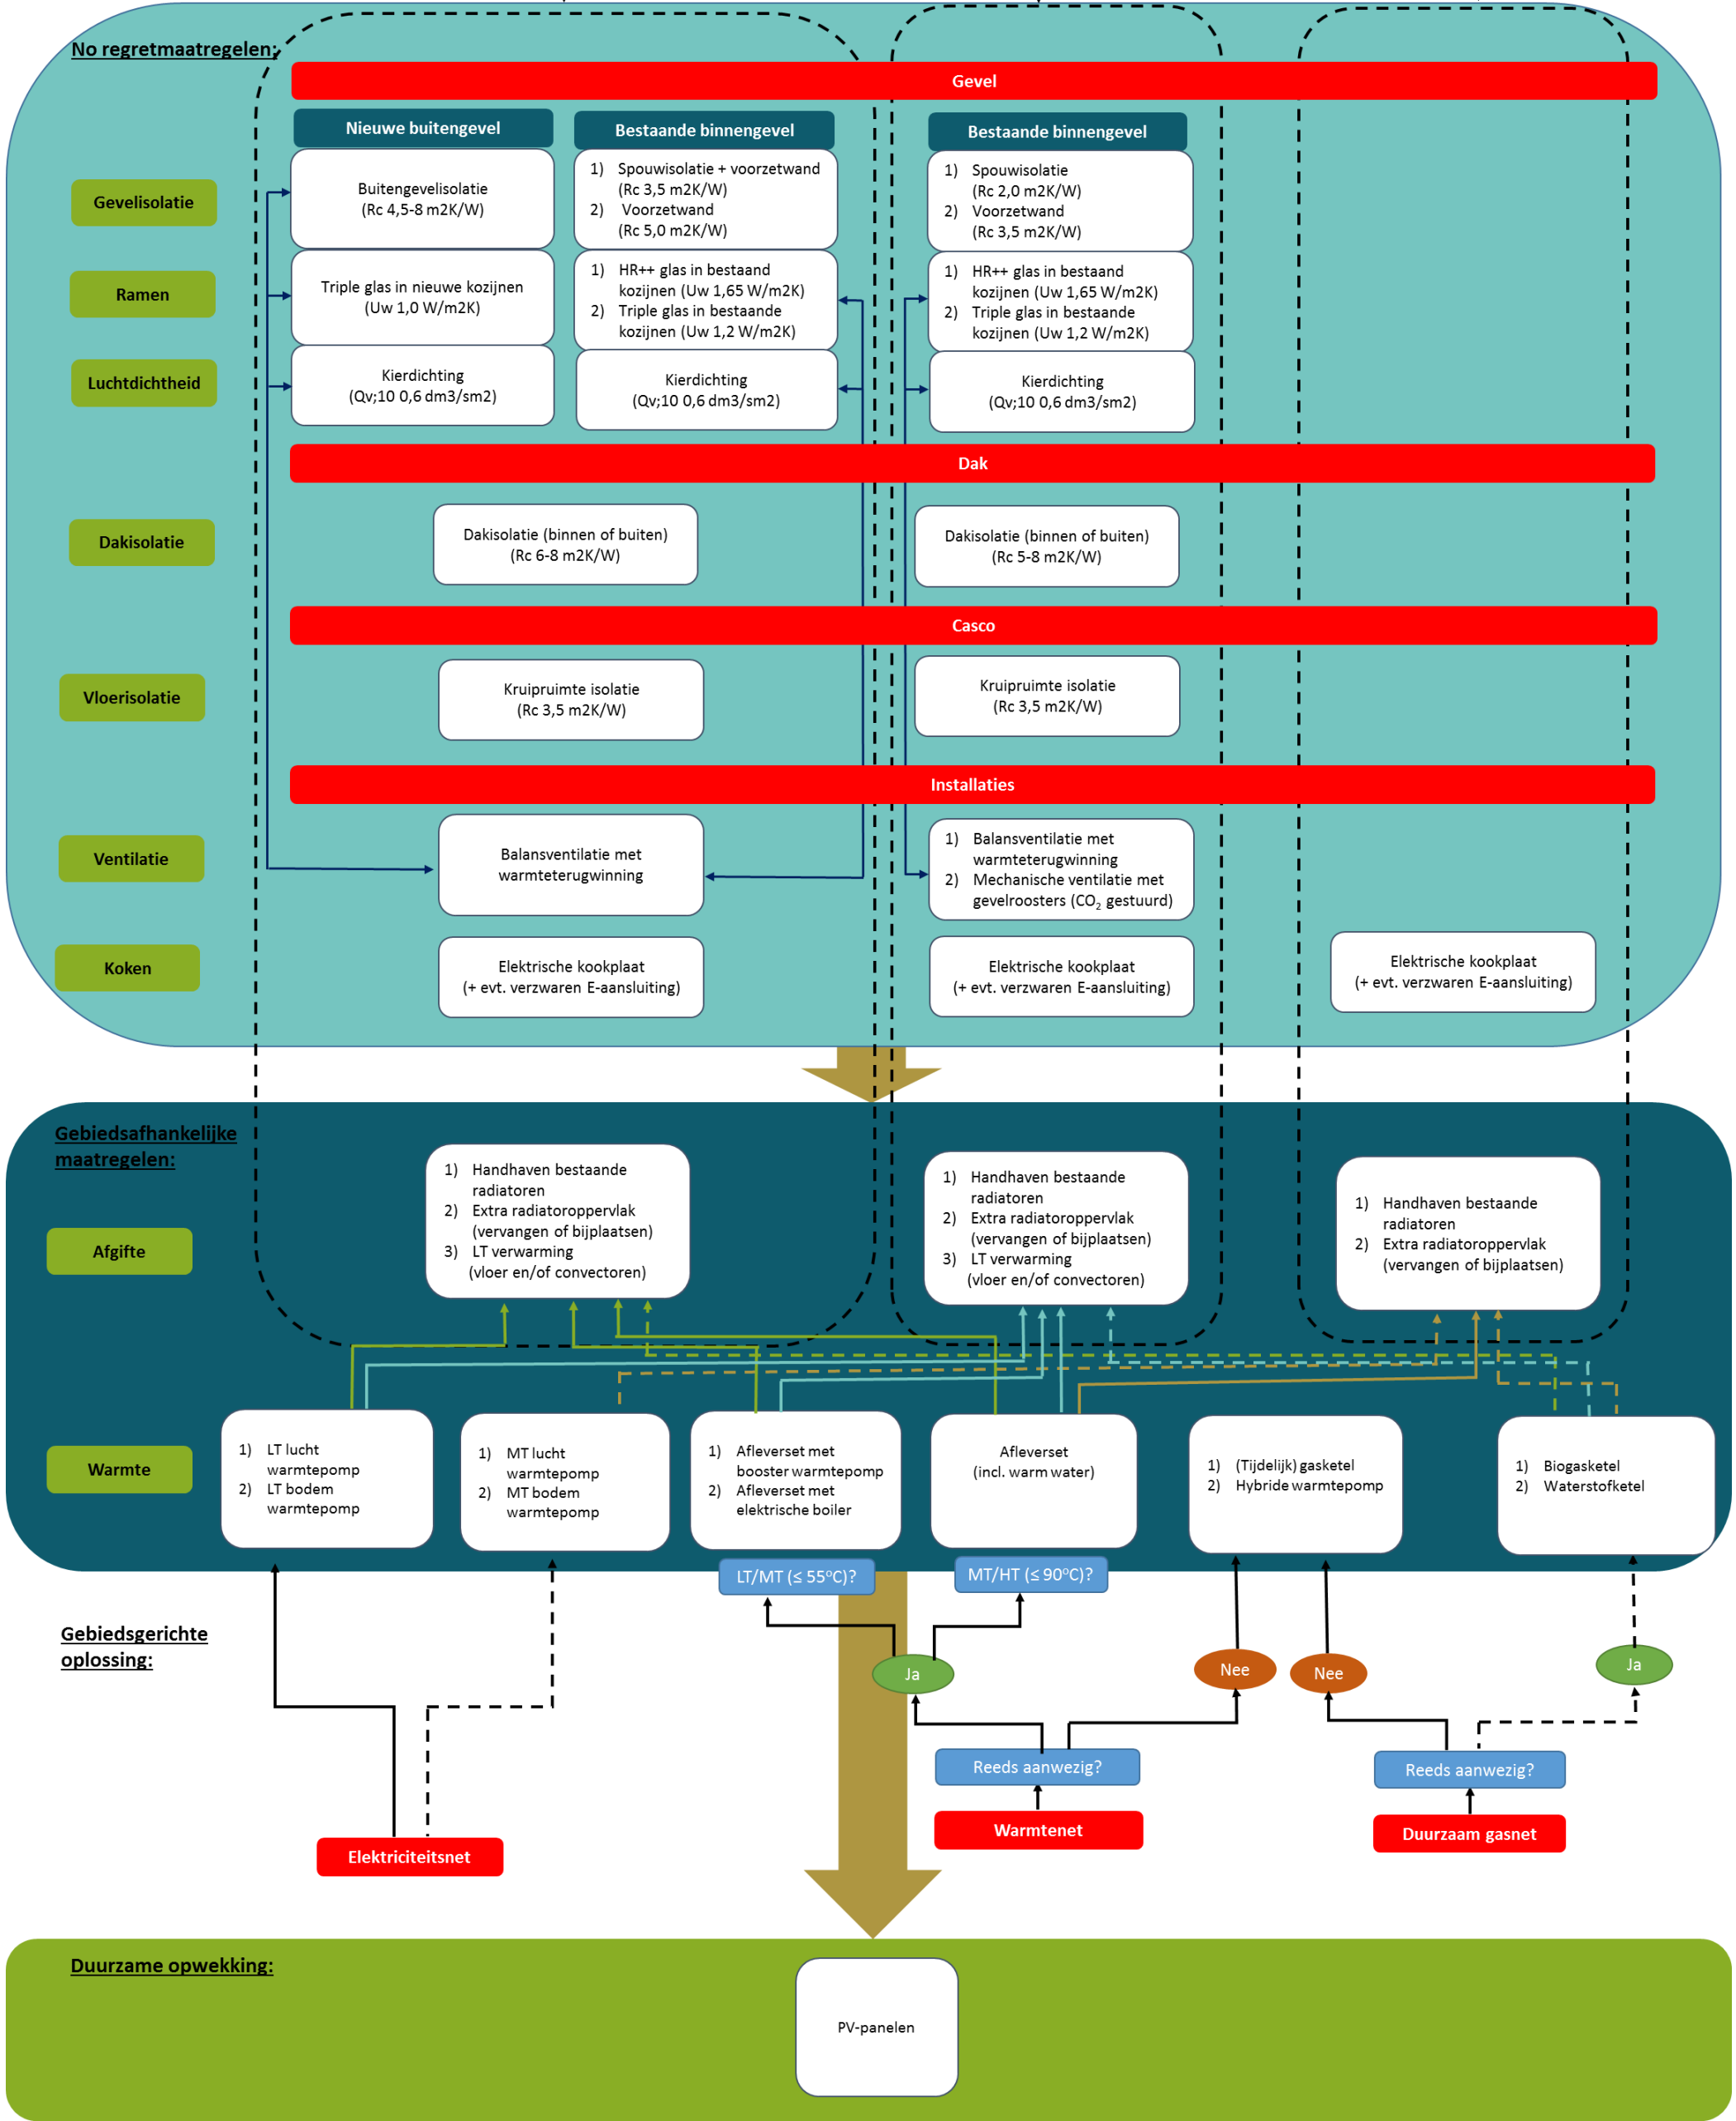 No regretmaatregelen:
Gevel
Nieuwe buitengevel
Bestaande binnengevel
Bestaande binnengevel
Gevelisolatie
Buitengevelisolatie
(Rc 4,5-8 m2K/W)
1) Spouwisolatie + voorzetwand
(Rc 3,5 m2K/W)
2) Voorzetwand
(Rc 5,0 m2K/W)
1) Spouwisolatie
(Rc 2,0 m2K/W)
2) Voorzetwand
(Rc 3,5 m2K/W)
Ramen
Triple glas in nieuwe kozijnen
(Uw 1,0 W/m2K)
1) HR++ glas in bestaand
kozijnen (Uw 1,65 W/m2K)
2) Triple glas in bestaande
kozijnen (Uw 1,2 W/m2K)
1) HR++ glas in bestaand
kozijnen (Uw 1,65 W/m2K)
2) Triple glas in bestaande
kozijnen (Uw 1,2 W/m2K)
Luchtdichtheid
Kierdichting
(Qv;10 0,6 dm3/sm2)
Kierdichting
(Qv;10 0,6 dm3/sm2)
Kierdichting
(Qv;10 0,6 dm3/sm2)
Dak
Dakisolatie
Dakisolatie (binnen of buiten)
(Rc 6-8 m2K/W)
Dakisolatie (binnen of buiten)
(Rc 5-8 m2K/W)
Casco
Vloerisolatie
Kruipruimte isolatie
(Rc 3,5 m2K/W)
Kruipruimte isolatie
(Rc 3,5 m2K/W)
Installaties
Ventilatie
Balansventilatie met
warmteterugwinning
1) Balansventilatie met
warmteterugwinning
2) Mechanische ventilatie met
gevelroosters (CO₂ gestuurd)
Koken
Elektrische kookplaat
(+ evt. verzwaren E-aansluiting)
Elektrische kookplaat
(+ evt. verzwaren E-aansluiting)
Elektrische kookplaat
(+ evt. verzwaren E-aansluiting)
Gebiedsafhankelijke
maatregelen:
Afgifte
1) Handhaven bestaande
radiatoren
2) Extra radiatoroppervlak
(vervangen of bijplaatsen)
3) LT verwarming
(vloer en/of convectoren)
1) Handhaven bestaande
radiatoren
2) Extra radiatoroppervlak
(vervangen of bijplaatsen)
3) LT verwarming
(vloer en/of convectoren)
1) Handhaven bestaande
radiatoren
2) Extra radiatoroppervlak
(vervangen of bijplaatsen)
Warmte
1) LT lucht
warmtepomp
2) LT bodem
warmtepomp
1) MT lucht
warmtepomp
2) MT bodem
warmtepomp
1) Afleverset met
booster warmtepomp
2) Afleverset met
elektrische boiler
Afleverset
(incl. warm water)
1) (Tijdelijk) gasketel
2) Hybride warmtepomp
1) Biogasketel
2) Waterstofketel
LT/MT (≤ 55°C)?
MT/HT (≤ 90°C)?
Gebiedsgerichte
oplossing:
Ja
Nee
Nee
Ja
Reeds aanwezig?
Reeds aanwezig?
Elektriciteitsnet
Warmtenet
Duurzaam gasnet
Duurzame opwekking:
PV-panelen